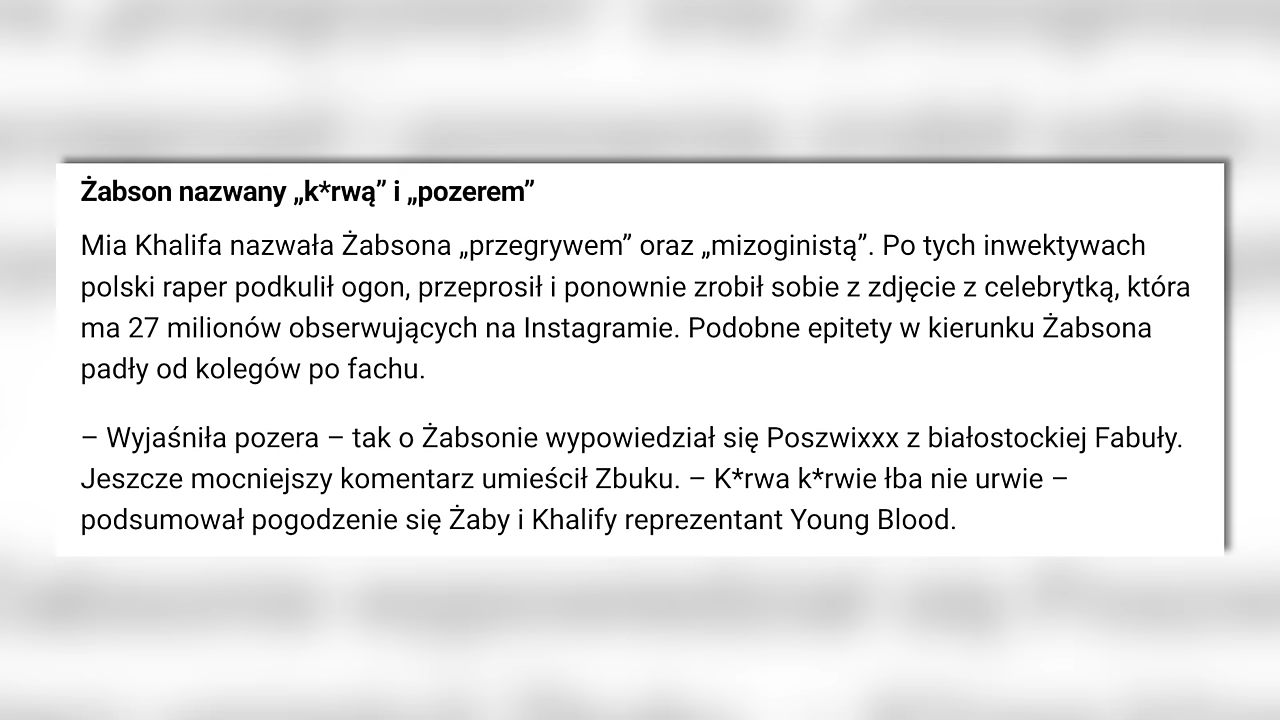 Żabson nazwany „k*rwą” i „pozerem”
Mia Khalifa nazwała Żabsona „przegrywem” oraz „mizoginistą”. Po tych inwektywach
polski raper podkulił ogon, przeprosił i ponownie zrobił sobie z zdjęcie z celebrytką, która
ma 27 milionów obserwujących na Instagramie. Podobne epitety w kierunku Żabsona
padły od kolegów po fachu.
– Wyjaśniła pozera – tak o Żabsonie wypowiedział się Poszwixxx z białostockiej Fabuły.
Jeszcze mocniejszy komentarz umieścił Zbuku. – K*rwa k*rwie łba nie urwie –
podsumował pogodzenie się Żaby i Khalify reprezentant Young Blood.